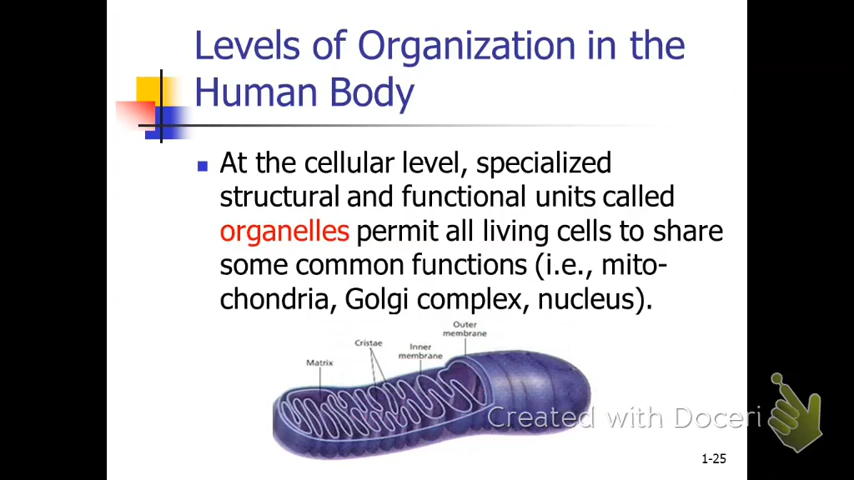 Levels of Organization in the
Human Body
At the cellular level, specialized
structural and functional units called
organelles permit all living cells to share
some common functions (i.e., mito-
chondria, Golgi complex, nucleus).
Outer
membrane
Cristae
Inner
membrane
Matrix
Created with Doceri
1-25